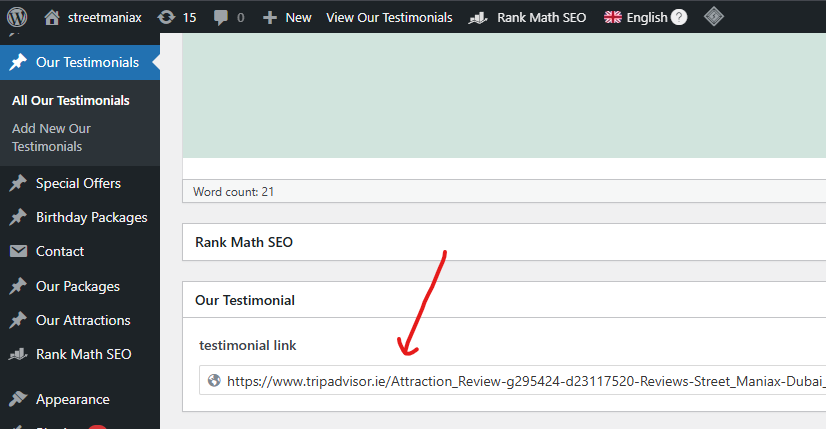 streetmaniax 15 0 New View Our Testimonials Rank Math SEO English ?
Our Testimonials
All Our Testimonials
Add New Our
Testimonials
Special Offers
Birthday Packages
Contact
Our Packages
Our Attractions
Rank Math SEO
Appearance
Word count: 21
Rank Math SEO
Our Testimonial
testimonial link
https://www.tripadvisor.ie/Attraction_Review-g295424-d23117520-Reviews-Street_Maniax-Dubai_